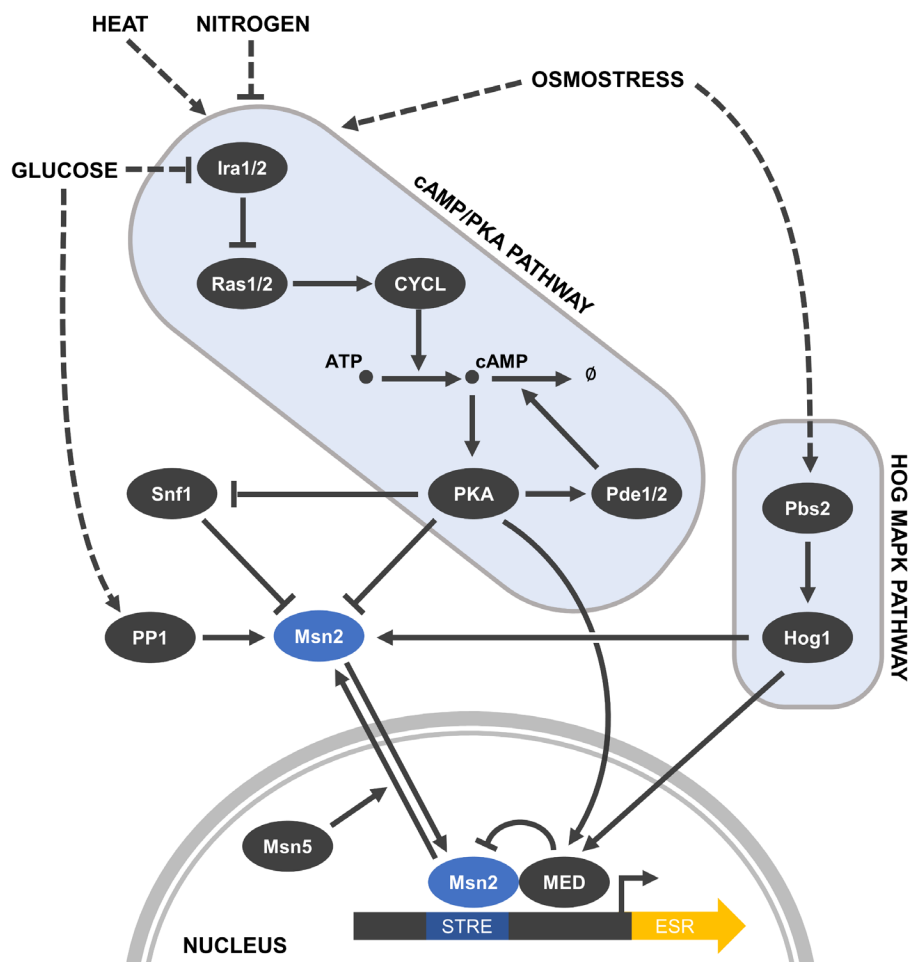 HEAT
NITROGEN
OSMOSTRESS
GLUCOSE
Ira1/2
cAMP/PKA PATHWAY
Ras1/2
CYCL
ATP
cAMP
ø
Snf1
PKA
Pde1/2
Pbs2
HOG MAPK PATHWAY
PP1
Msn2
Hog1
Msn5
Msn2
MED
STRE
ESR
NUCLEUS